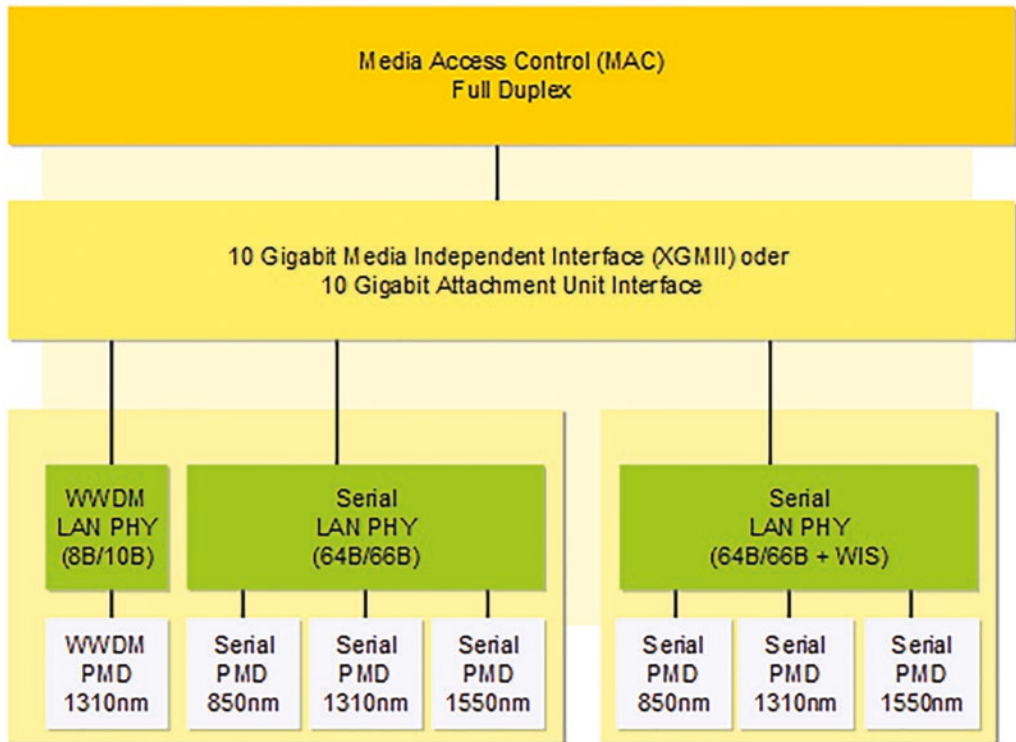 Media Access Control (MAC)
Full Duplex
10 Gigabit Media Independent Interface (XGMII) oder
10 Gigabit Attachment Unit Interface
WWDM
LAN PHY
(8B/10B)
Serial
LAN PHY
(64B/66B)
Serial
LAN PHY
(64B/66B + WIS)
WWDM
PMD
1310nm
Serial
PMD
850nm
Serial
PMD
1310nm
Serial
PMD
1550nm
Serial
PMD
850nm
Serial
PMD
1310nm
Serial
PMD
1550nm